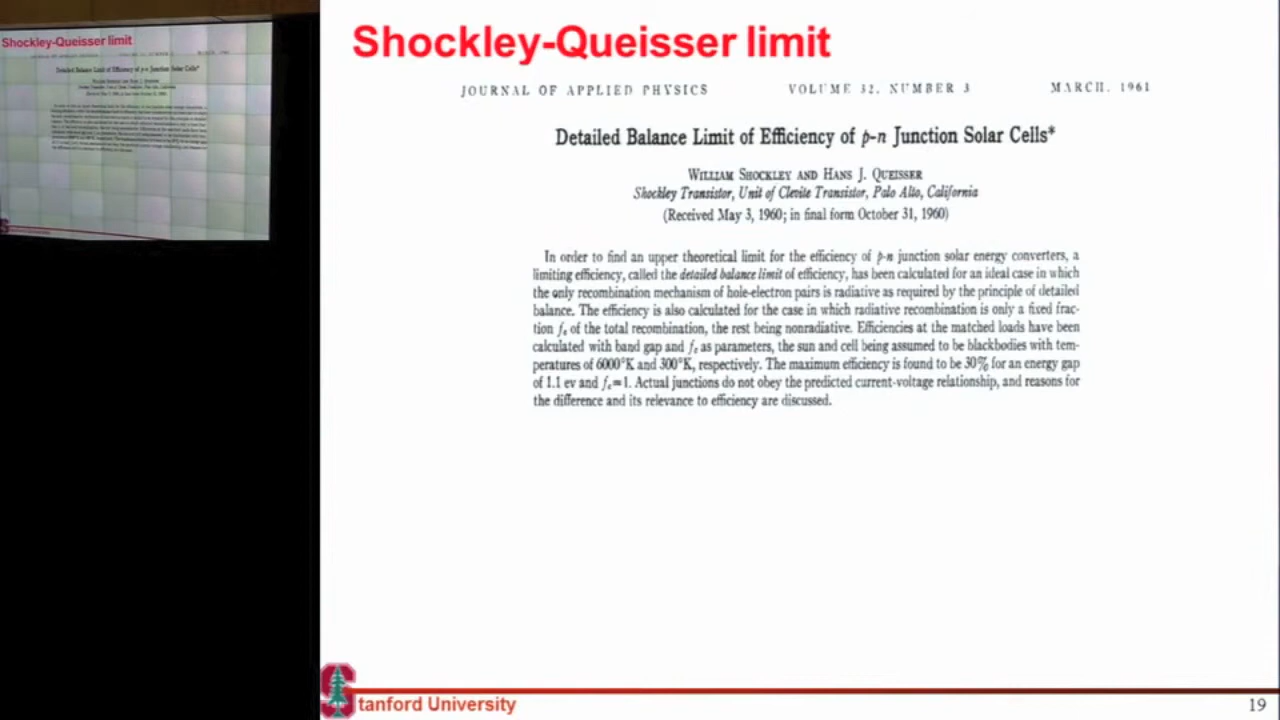 Shockley-Queisser limit
JOURNAL OF APPLIED PHYSICS VOLUME 32, NUMBER 3 MARCH, 1961
Detailed Balance Limit of Efficiency of p-n Junction Solar Cells*
WILLIAM SHOCKLEY AND HANS J. QUEISSER
Shockley Transistor, Unit of Clevite Transistor, Palo Alto, California
(Received May 3, 1960; in final form October 31, 1960)
In order to find an upper theoretical limit for the efficiency of p-n junction solar energy converters, a
limiting efficiency, called the detailed balance limit of efficiency, has been calculated for an ideal case in which
the only recombination mechanism of hole-electron pairs is radiative as required by the principle of detailed
balance. The efficiency is also calculated for the case in which radiative recombination is only a fixed frac-
tion fc of the total recombination, the rest being nonradiative. Efficiencies at the matched loads have been
calculated with band gap and fc as parameters, the sun and cell being assumed to be blackbodies with tem-
peratures of 6000°K and 300°K, respectively. The maximum efficiency is found to be 30% for an energy gap
of 1.1 ev and fc=1. Actual junctions do not obey the predicted current-voltage relationship, and reasons for
the difference and its relevance to efficiency are discussed.
Stanford University
19
Shockley-Queisser limit
Detailed Balance Limit of Efficiency of p-n Junction Solar Cells*